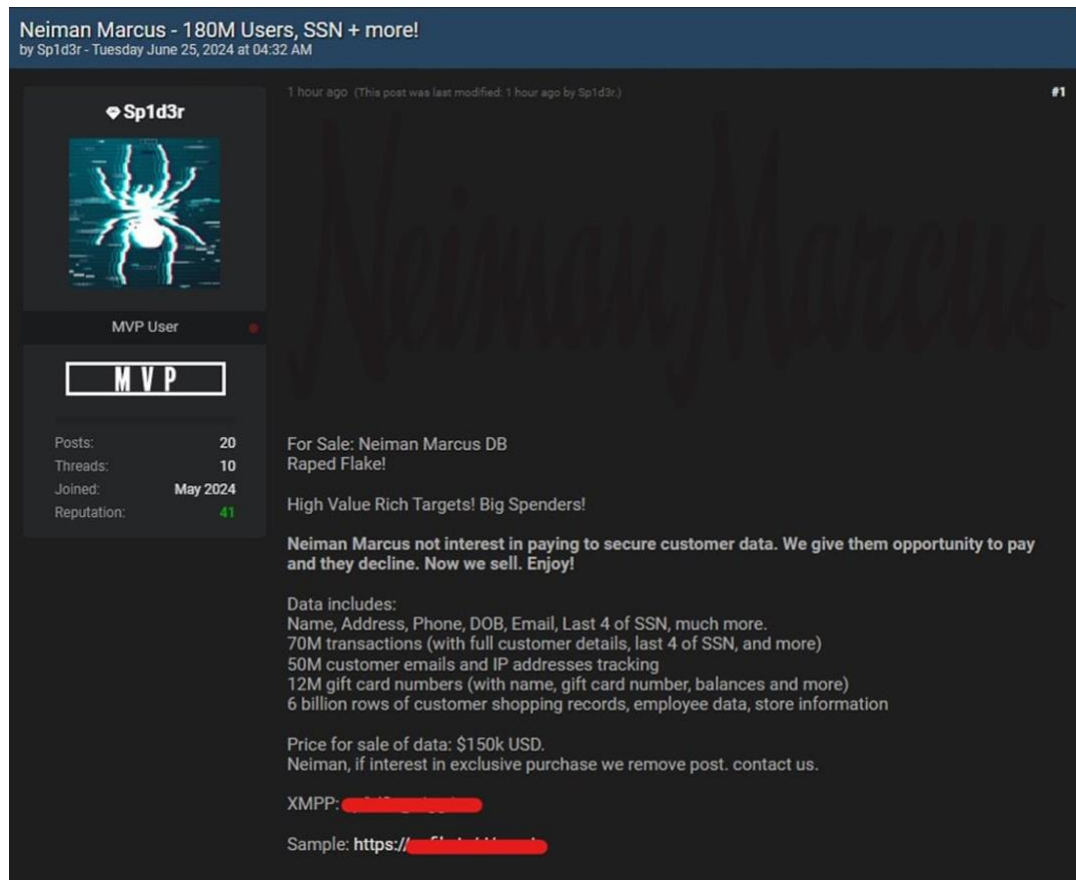 Neiman Marcus - 180M Users, SSN + more!
by Sp1d3r - Tuesday June 25, 2024 at 04:32 AM
1 hour ago (This post was last modified: 1 hour ago by Sp1d3r.)
#1
Sp1d3r
MVP User
MVP
Posts: 20
Threads: 10
Joined: May 2024
Reputation: 41
Neiman Marcus
For Sale: Neiman Marcus DB
Raped Flake!
High Value Rich Targets! Big Spenders!
Neiman Marcus not interest in paying to secure customer data. We give them opportunity to pay
and they decline. Now we sell. Enjoy!
Data includes:
Name, Address, Phone, DOB, Email, Last 4 of SSN, much more.
70M transactions (with full customer details, last 4 of SSN, and more)
50M customer emails and IP addresses tracking
12M gift card numbers (with name, gift card number, balances and more)
6 billion rows of customer shopping records, employee data, store information
Price for sale of data: $150k USD.
Neiman, if interest in exclusive purchase we remove post. contact us.
XMPP:
Sample: https://